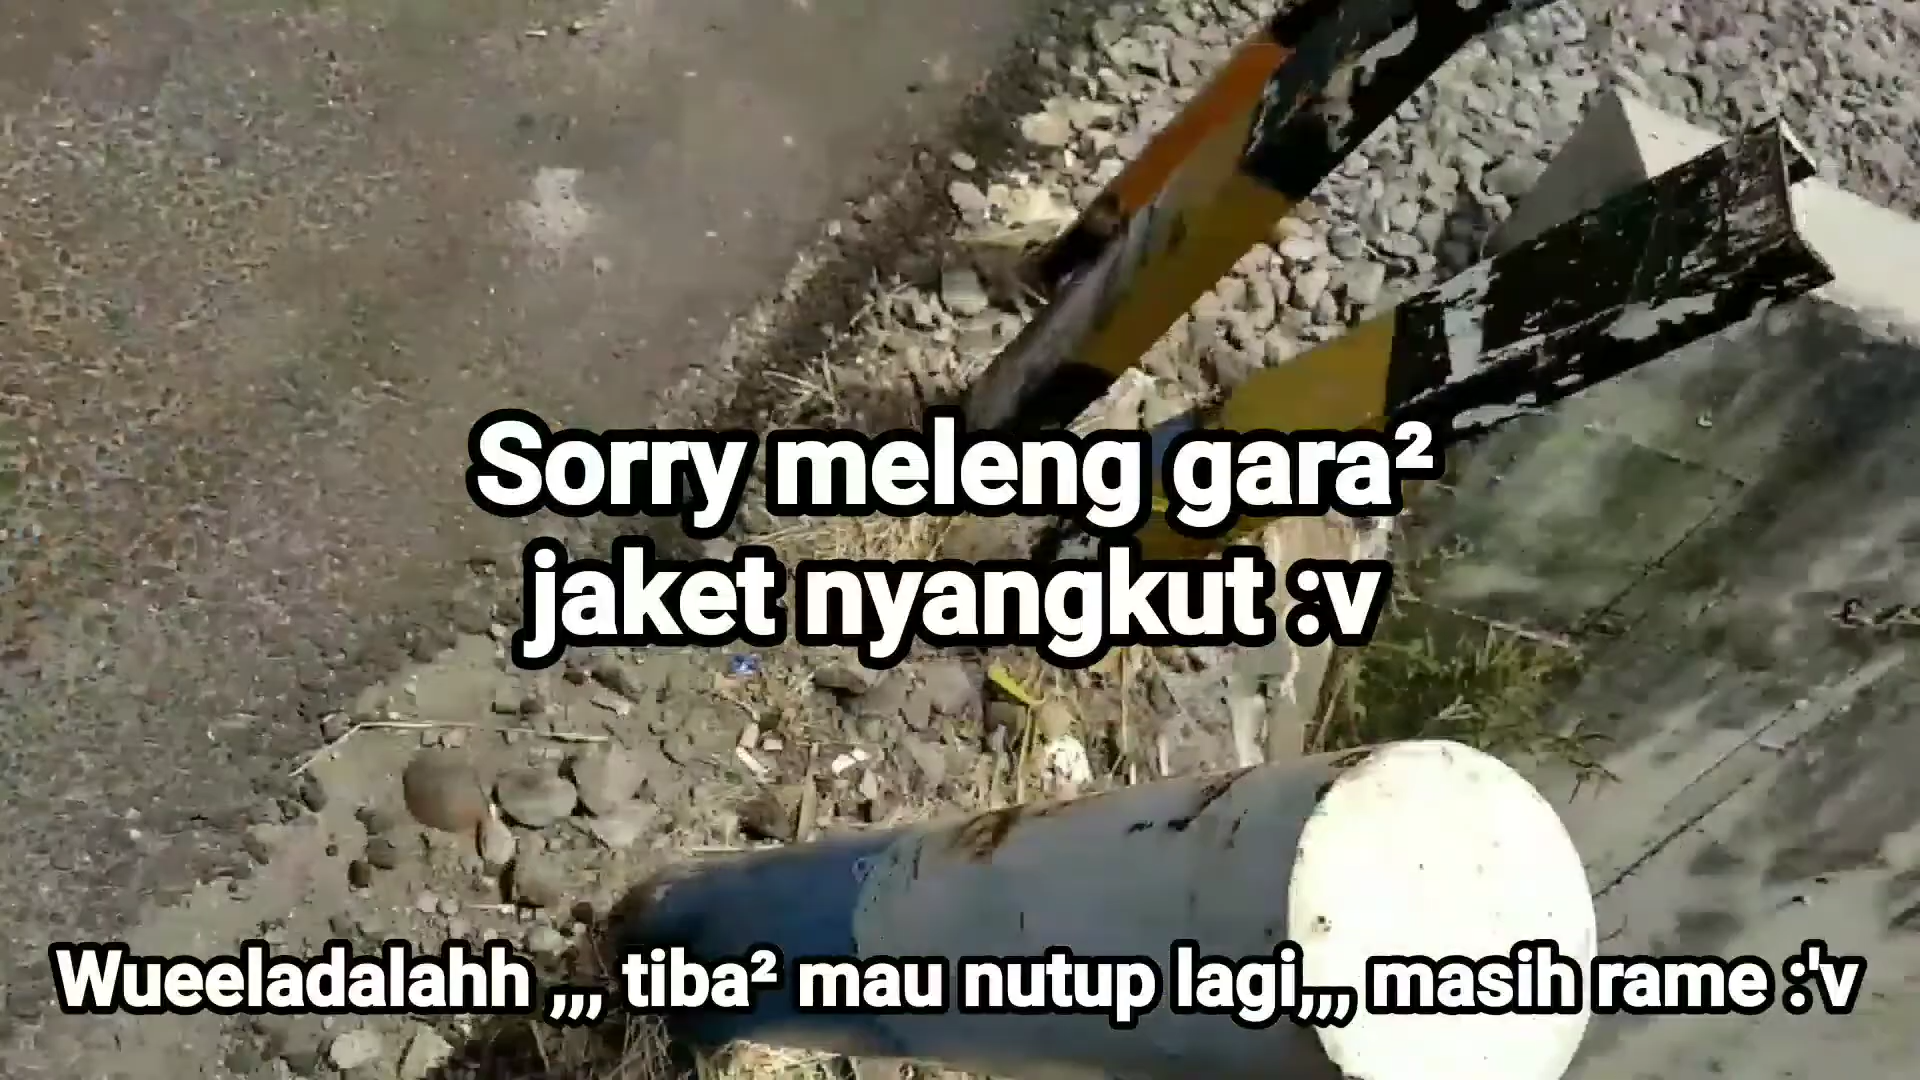 Sorry meleng gara²
jaket nyangkut :v
Wueeladalahh ,,, tiba² mau nutup lagi,,, masih rame :'v